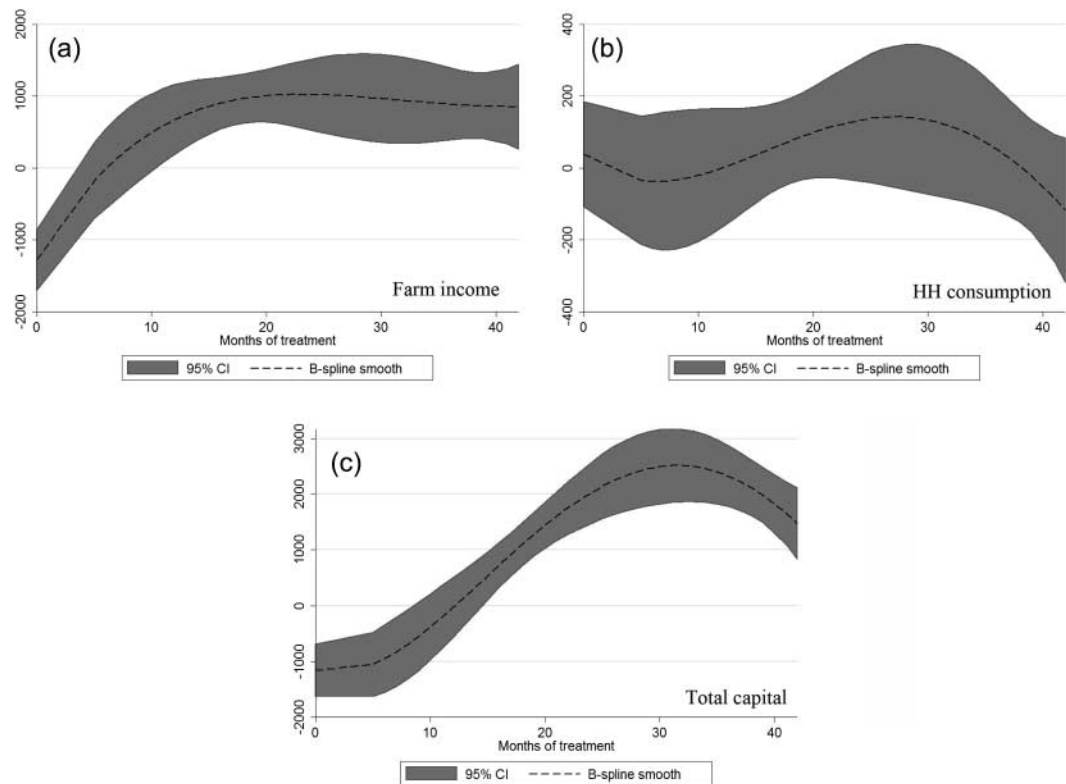 (a)
2000
1000
0
-1000
-2000
0 10 20 30 40
Farm income
Months of treatment
95% CI B-spline smooth
(b)
400
200
0
-200
-400
0 10 20 30 40
HH consumption
Months of treatment
95% CI B-spline smooth
(c)
3000
2000
1000
0
-1000
-2000
0 10 20 30 40
Total capital
Months of treatment
95% CI B-spline smooth